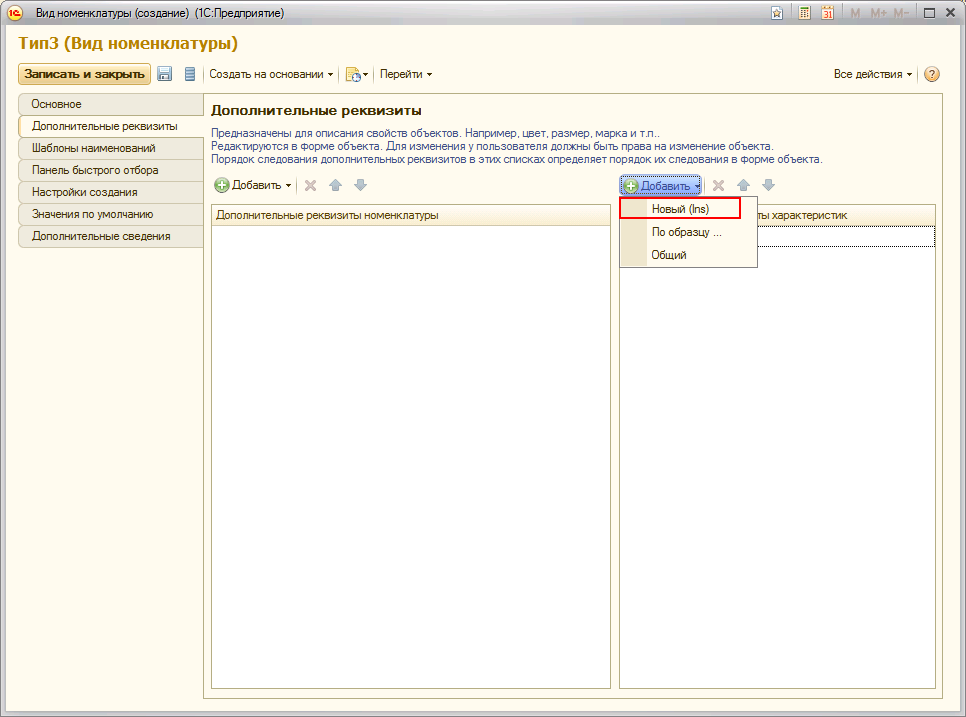 Вид номенклатуры (создание) (1С:Предприятие)
31 M M+ M-
Тип3 (Вид номенклатуры)
Записать и закрыть Создать на основании Перейти Все действия ?
Основное
Дополнительные реквизиты
Шаблоны наименований
Панель быстрого отбора
Настройки создания
Значения по умолчанию
Дополнительные сведения
Дополнительные реквизиты
Предназначены для описания свойств объектов. Например, цвет, размер, марка и т.п..
Редактируются в форме объекта. Для изменения у пользователя должны быть права на изменение объекта.
Порядок следования дополнительных реквизитов в этих списках определяет порядок их следования в форме объекта.
Добавить
Дополнительные реквизиты номенклатуры
Добавить
ты характеристик
Новый (Ins)
По образцу ...
Общий